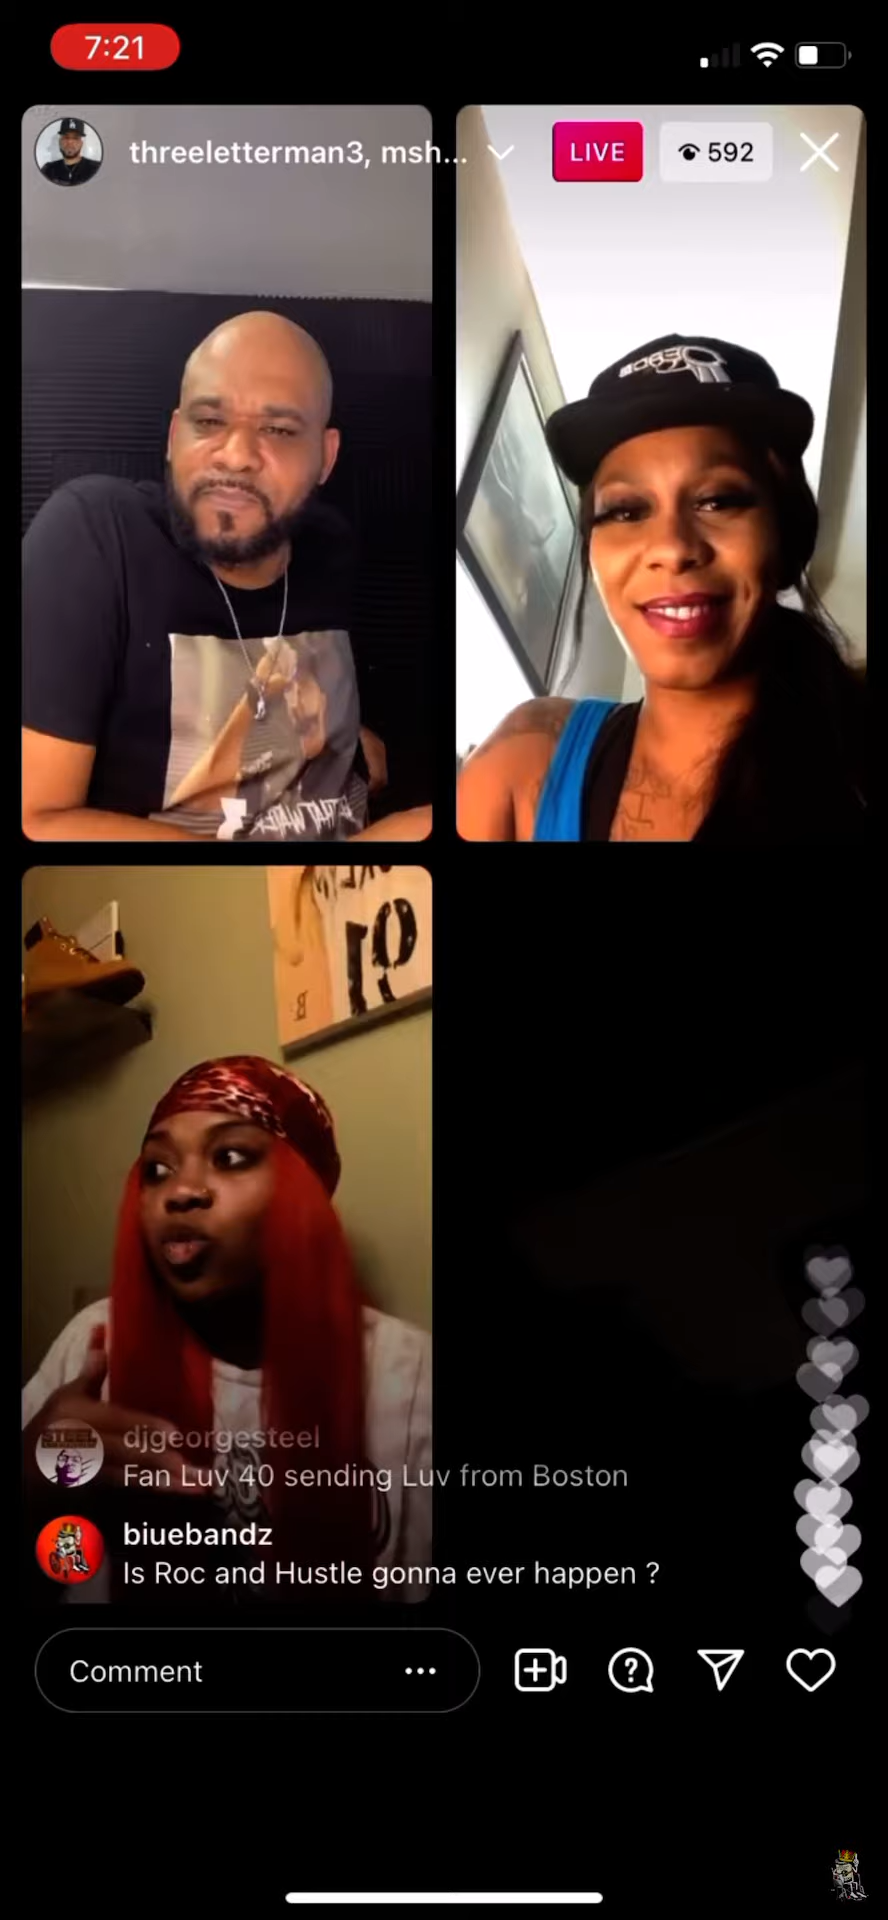 7:21
threeletterman3, msh...
LIVE
592
19
djgeorgesteel
Fan Luv 40 sending Luv from Boston
biuebandz
Is Roc and Hustle gonna ever happen ?
Comment